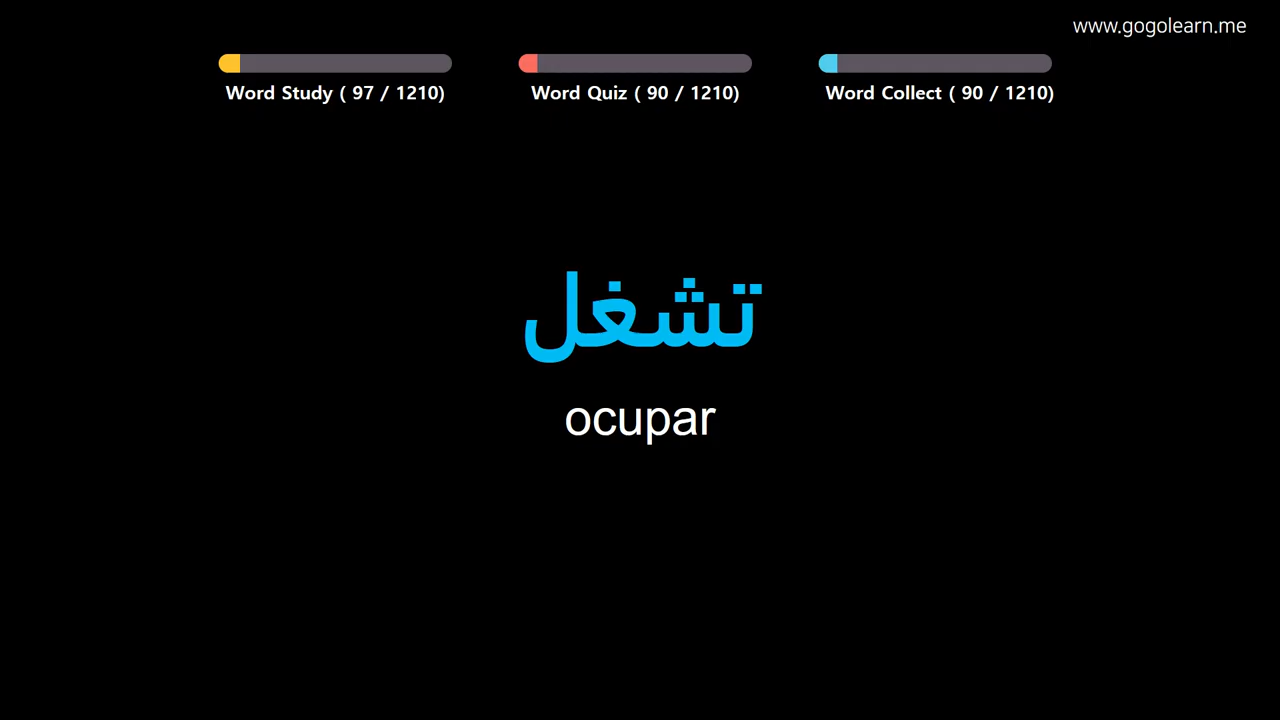 www.gogolearn.me
Word Study ( 97 / 1210)
Word Quiz ( 90 / 1210)
Word Collect ( 90 / 1210)
تشغل
ocupar